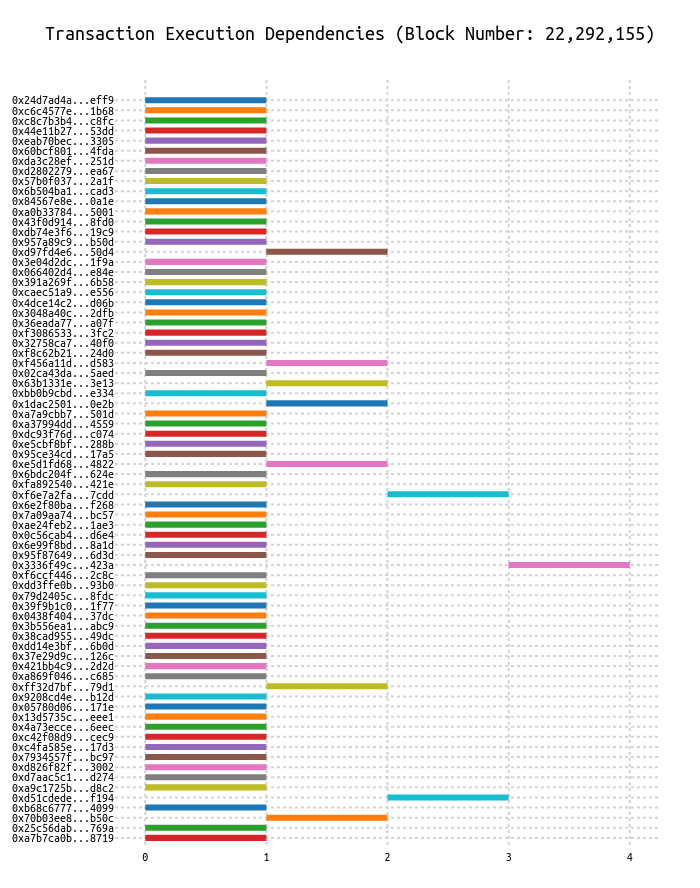 Transaction Execution Dependencies (Block Number: 22,292,155)
0x24d7ad4a...eff9
0xc6c4577e...1b68
0xc8c7b3b4...c8fc
0x44e11b27...53dd
0xeab70bec...3305
0x60bcf801...4fda
0xda3c28ef...251d
0xd2802279...ea67
0x57b0f037...2a1f
0x6b504ba1...cad3
0x84567e8e...0a1e
0xa0b33784...5001
0x43f0d914...8fd0
0xdb74e3f6...19c9
0x957a89c9...b50d
0xd97fd4e6...50d4
0x3e04d2dc...1f9a
0x066402d4...e84e
0x391a269f...6b58
0xcaec51a9...e556
0x4dce14c2...d06b
0x3048a40c...2dfb
0x36eada77...a07f
0xf3086533...3fc2
0x32758ca7...40f0
0xf8c62b21...24d0
0xf456a11d...d583
0x02ca43da...5aed
0x63b1331e...3e13
0xbb0b9cbd...e334
0x1dac2501...0e2b
0xa7a9cbb7...501d
0xa37994dd...4559
0xdc93f76d...c074
0xe5cbf8bf...288b
0x95ce34cd...17a5
0xe5d1fd68...4822
0x6bdc204f...624e
0xfa892540...421e
0xf6e7a2fa...7cdd
0x6e2f80ba...f268
0x7a09aa74...bc57
0xae24feb2...1ae3
0x0c56cab4...d6e4
0x6e99f8bd...8a1d
0x95f87649...6d3d
0x3336f49c...423a
0xf6ccf446...2c8c
0xdd3ffe0b...93b0
0x79d2405c...8fdc
0x39f9b1c0...1f77
0x0438f404...37dc
0x3b556ea1...abc9
0x38cad955...49dc
0xdd14e3bf...6b0d
0x37e29d9c...126c
0x421bb4c9...2d2d
0xa869f046...c685
0xff32d7bf...79d1
0x9208cd4e...b12d
0x05780d06...171e
0x13d5735c...eee1
0x4a73ecce...6eec
0xc42f08d9...cec9
0xc4fa585e...17d3
0x7934557f...bc97
0xd826f82f...3002
0xd7aac5c1...d274
0xa9c1725b...d8c2
0xd51cdede...f194
0xb68c6777...4099
0x70b03ee8...b50c
0x25c56dab...769a
0xa7b7ca0b...8719
0 1 2 3 4